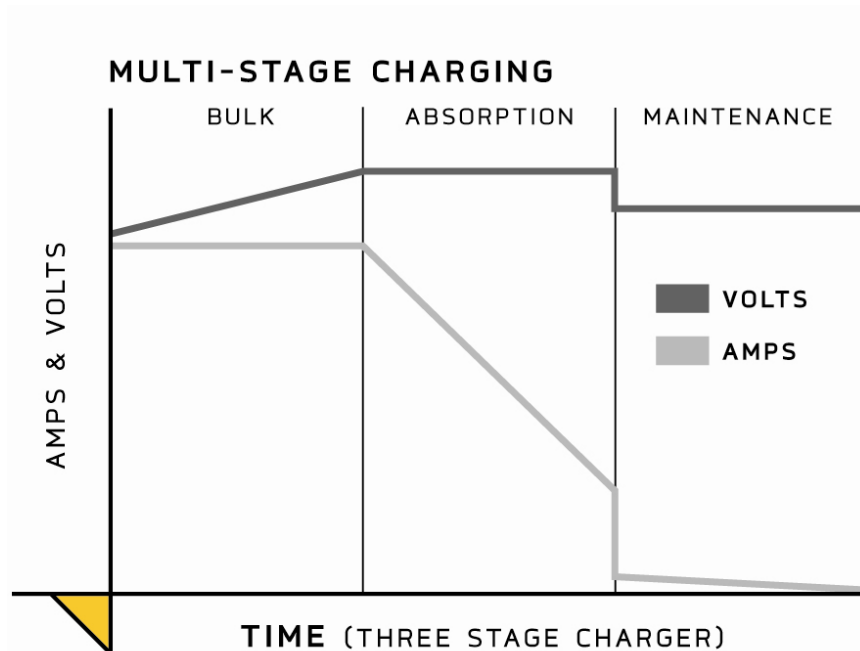 MULTI-STAGE CHARGING
BULK
ABSORPTION
MAINTENANCE
AMPS & VOLTS
VOLTS
AMPS
TIME (THREE STAGE CHARGER)